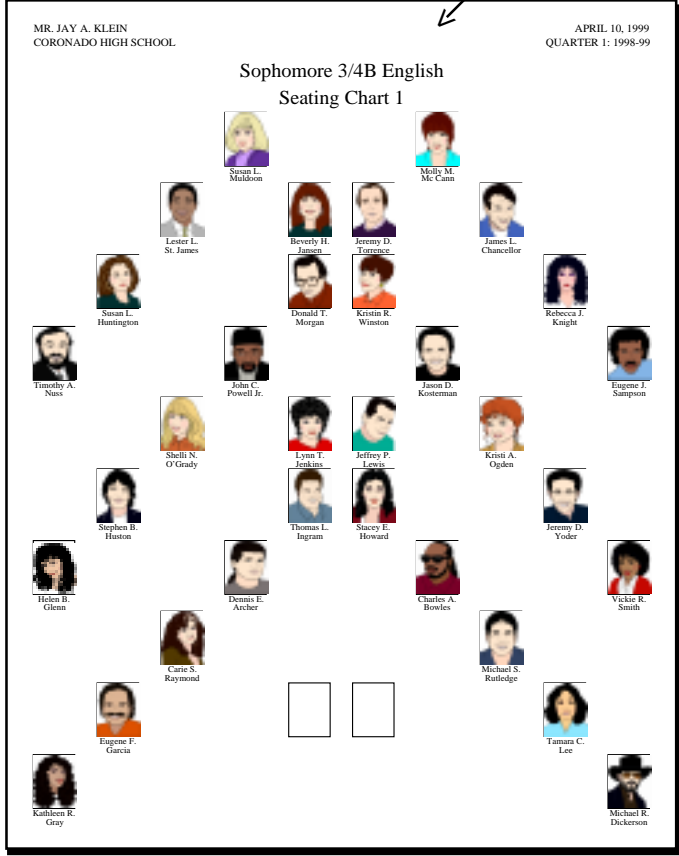 MR. JAY A. KLEIN
CORONADO HIGH SCHOOL
APRIL 10, 1999
QUARTER 1: 1998-99
Sophomore 3/4B English
Seating Chart 1
Susan L.
Muldoon
Molly M.
Mc Cann
Lester L.
St. James
Beverly H.
Jansen
Jeremy D.
Torrence
James L.
Chancellor
Susan L.
Huntington
Donald T.
Morgan
Kristin R.
Winston
Rebecca J.
Knight
Timothy A.
Nuss
John C.
Powell Jr.
Jason D.
Kosterman
Eugene J.
Sampson
Shelli N.
O'Grady
Lynn T.
Jenkins
Jeffrey P.
Lewis
Kristi A.
Ogden
Stephen B.
Huston
Thomas L.
Ingram
Stacey E.
Howard
Jeremy D.
Yoder
Helen B.
Glenn
Dennis E.
Archer
Charles A.
Bowles
Vickie R.
Smith
Carie S.
Raymond
Michael S.
Rutledge
Eugene F.
Garcia
Tamara C.
Lee
Kathleen R.
Gray
Michael R.
Dickerson